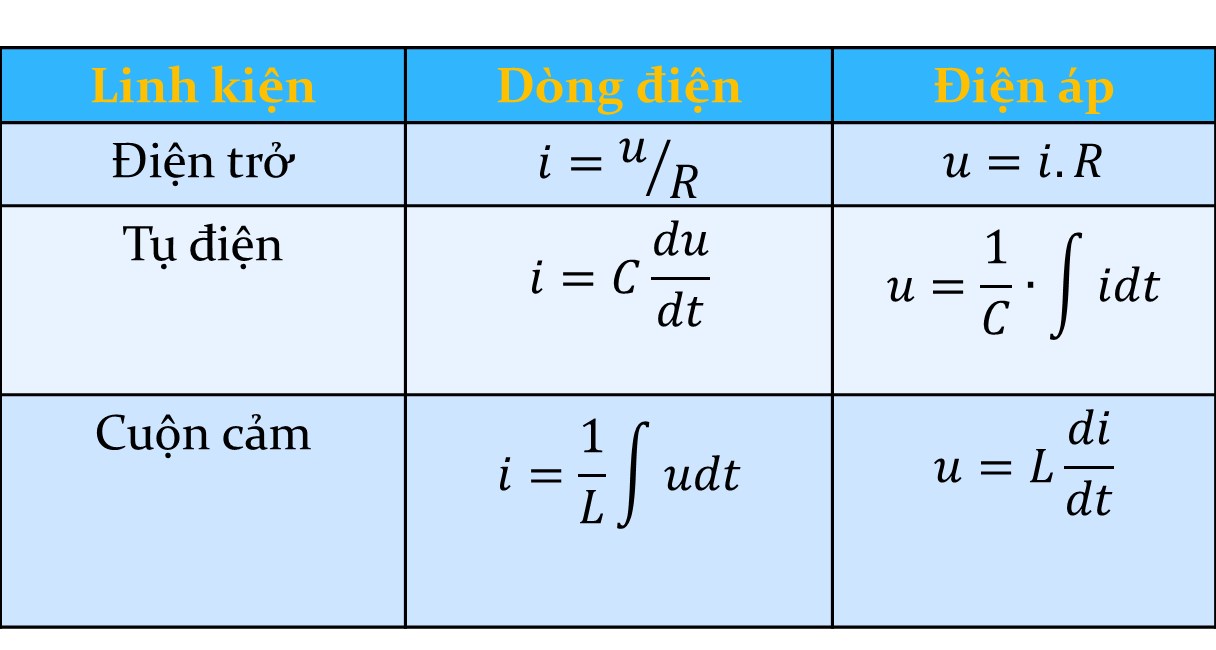 Linh kiện Dòng điện Điện áp
Điện trở i = u/R u = i.R
Tụ điện i = C du/dt u = 1/C · ∫ idt
Cuộn cảm i = 1/L ∫ udt u = L di/dt